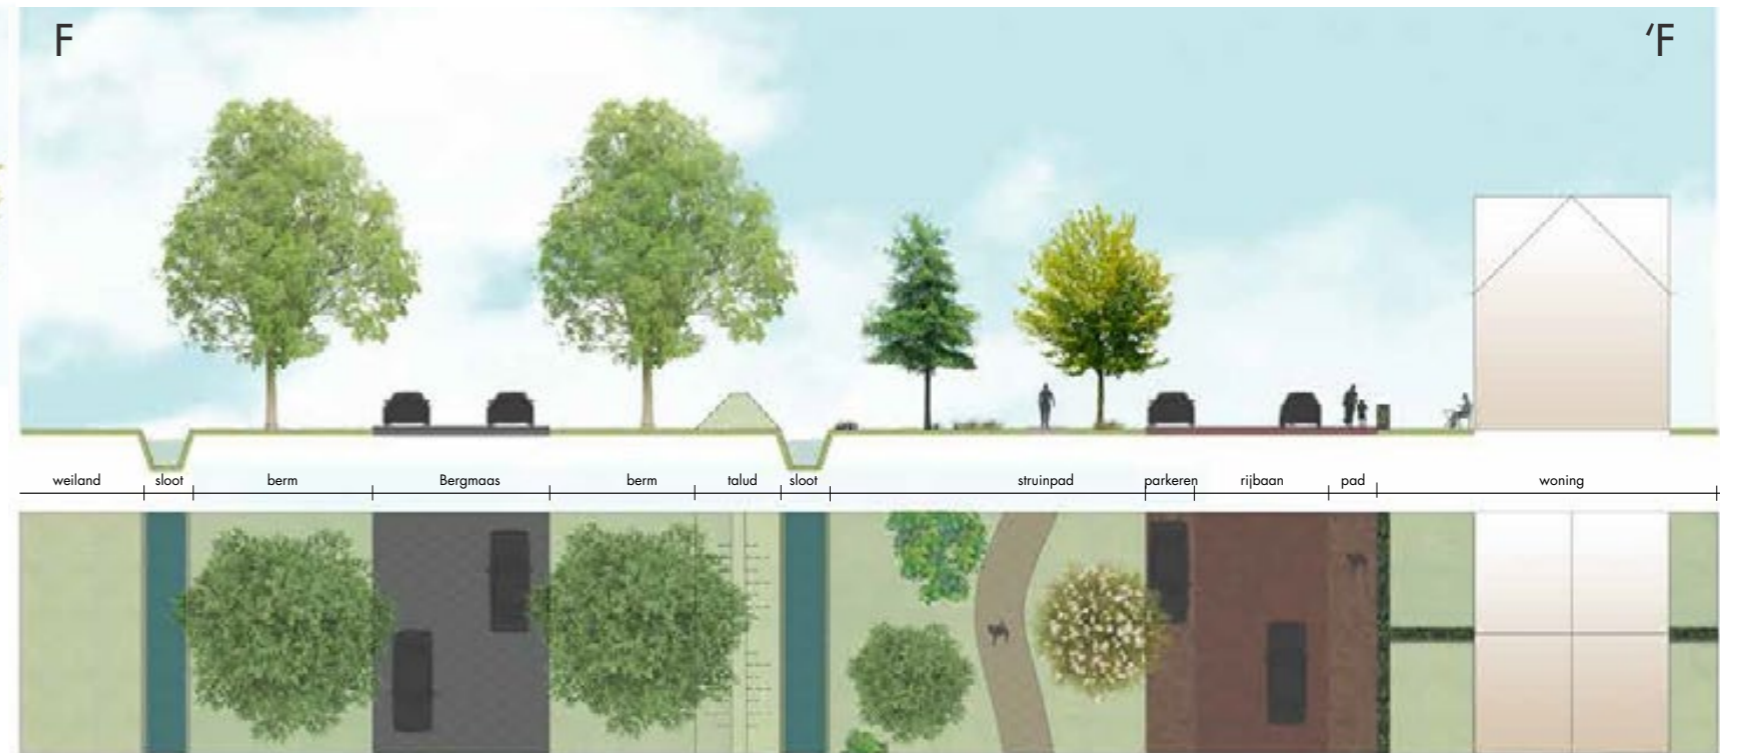 F
‘F
weiland sloot berm Bergmaas berm talud sloot struinpad parkeren rijbaan pad woning